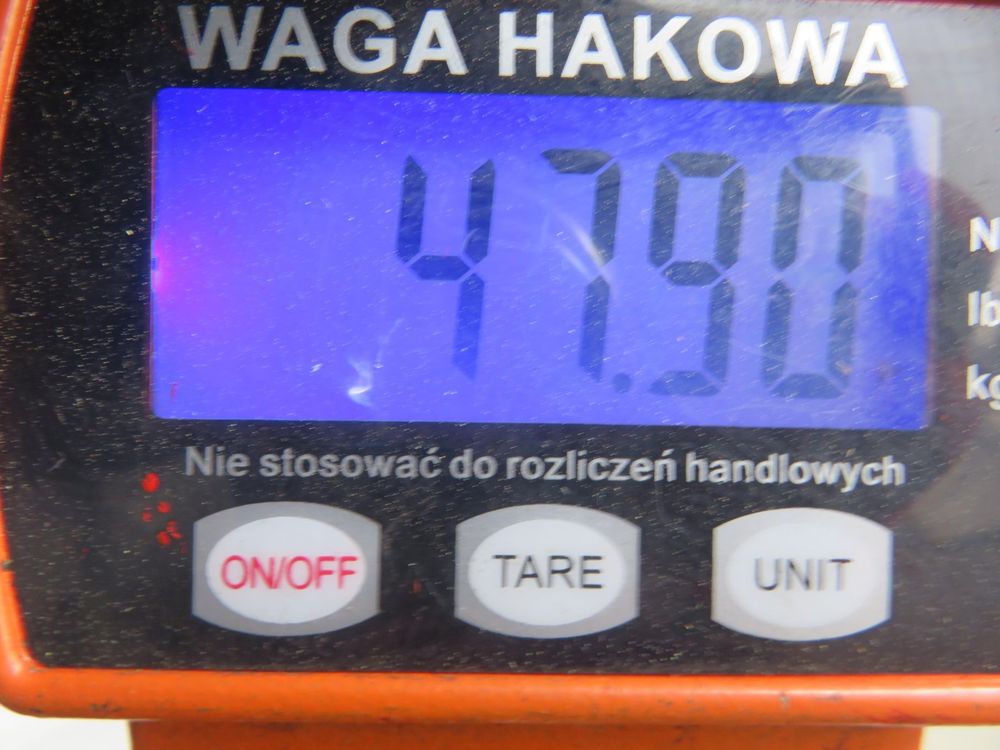 WAGA HAKOWA
47.90
N
lb
kg
Nie stosować do rozliczeń handlowych
ON/OFF TARE UNIT